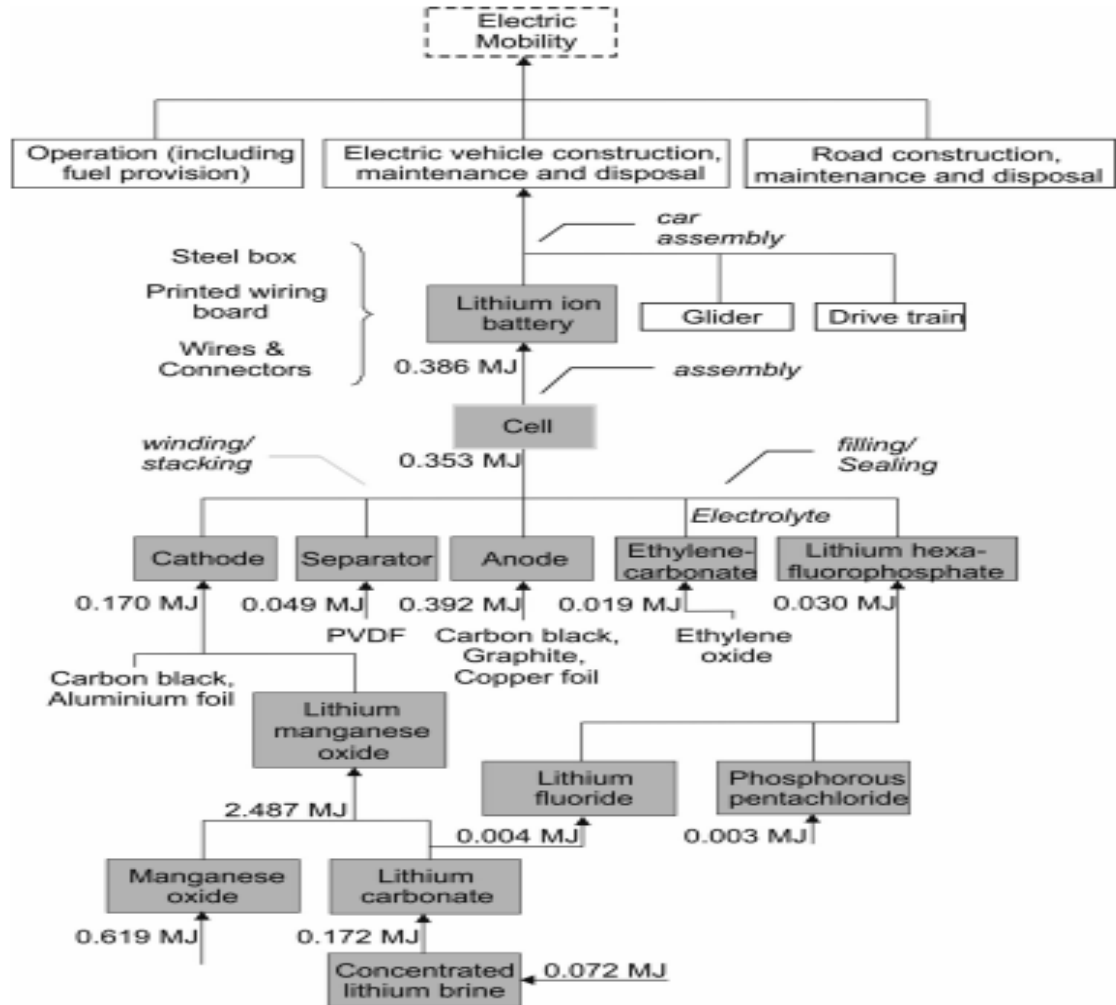 Electric
Mobility
Operation (including
fuel provision)
Electric vehicle construction,
maintenance and disposal
Road construction,
maintenance and disposal
car
assembly
Steel box
Printed wiring
board
Wires &
Connectors
Lithium ion
battery
Glider
Drive train
0.386 MJ
assembly
Cell
winding/
stacking
0.353 MJ
filling/
Sealing
Electrolyte
Cathode
Separator
Anode
Ethylene-
carbonate
Lithium hexa-
fluorophosphate
0.170 MJ
0.049 MJ
0.392 MJ
0.019 MJ
0.030 MJ
PVDF
Carbon black,
Graphite,
Copper foil
Ethylene
oxide
Carbon black,
Aluminium foil
Lithium
manganese
oxide
Lithium
fluoride
Phosphorous
pentachloride
2.487 MJ
0.004 MJ
0.003 MJ
Manganese
oxide
Lithium
carbonate
0.619 MJ
0.172 MJ
Concentrated
lithium brine
0.072 MJ